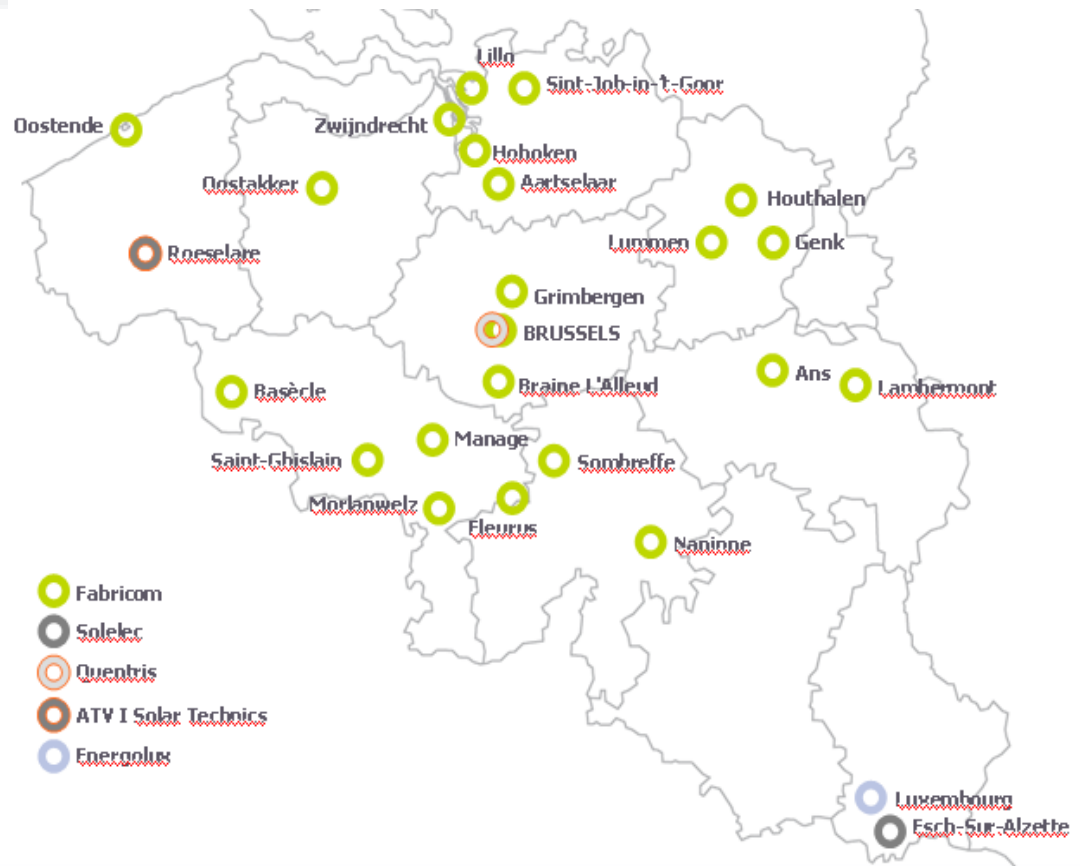 Lillo
Sint-Job-in-'t-Goor
Oostende
Zwijndrecht
Hoboken
Oostakker
Aartselaar
Houthalen
Lummen
Genk
Roeselare
Grimbergen
BRUSSELS
Ans
Braine L'Alleud
Lambermont
Basècle
Manage
Saint-Ghislain
Sombreffe
Morlanwelz
Fleurus
Naninne
Fabricom
Solelec
Quentris
ATV I Solar Technics
Energolux
Luxembourg
Esch-Sur-Alzette